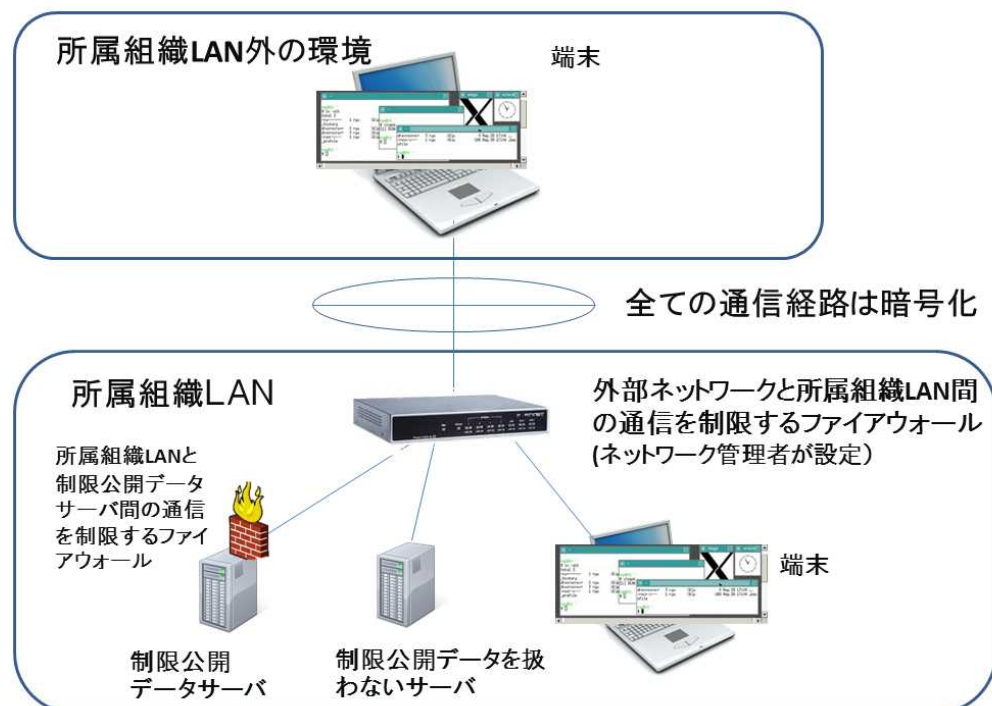 所属組織LAN外の環境
端末
全ての通信経路は暗号化
所属組織LAN
外部ネットワークと所属組織LAN間
の通信を制限するファイアウォール
(ネットワーク管理者が設定)
所属組織LANと
制限公開データ
サーバ間の通信
を制限するファイ
アウォール
端末
制限公開
データサーバ
制限公開データを扱
わないサーバ